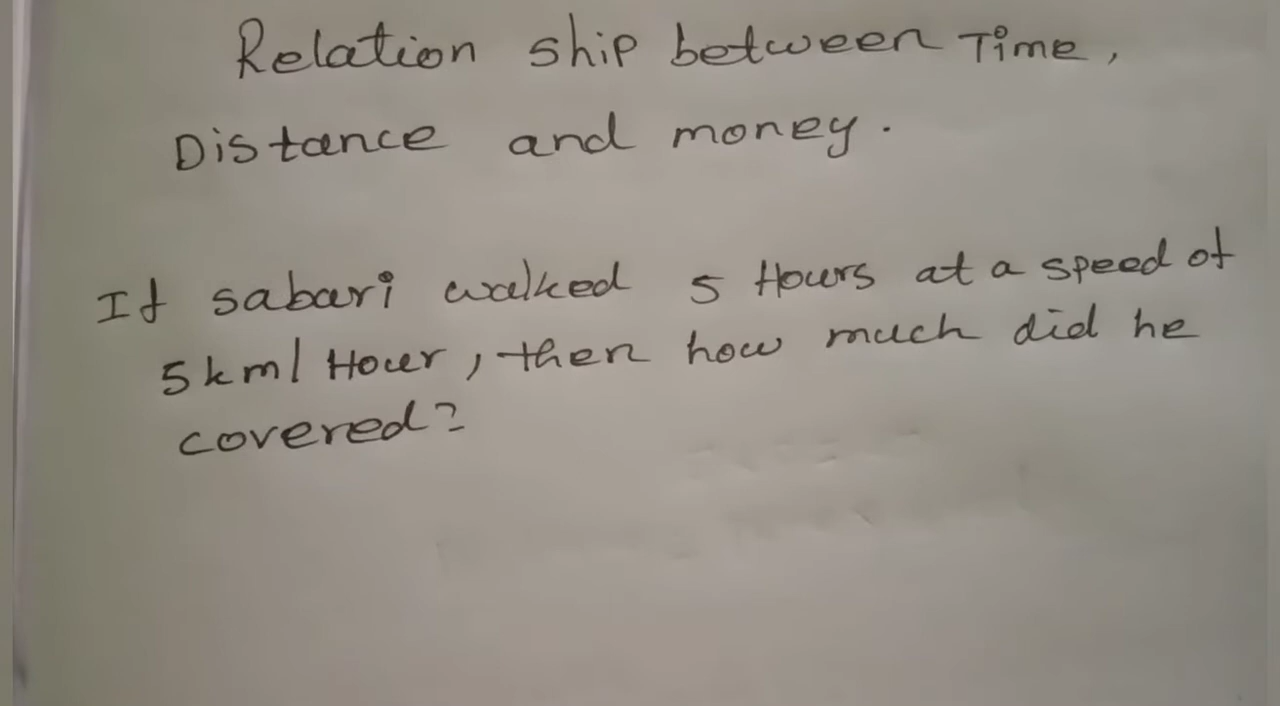 Relation ship between Time,
Distance and money.
If sabari walked 5 Hours at a speed of
5km/Hour, then how much did he
covered?